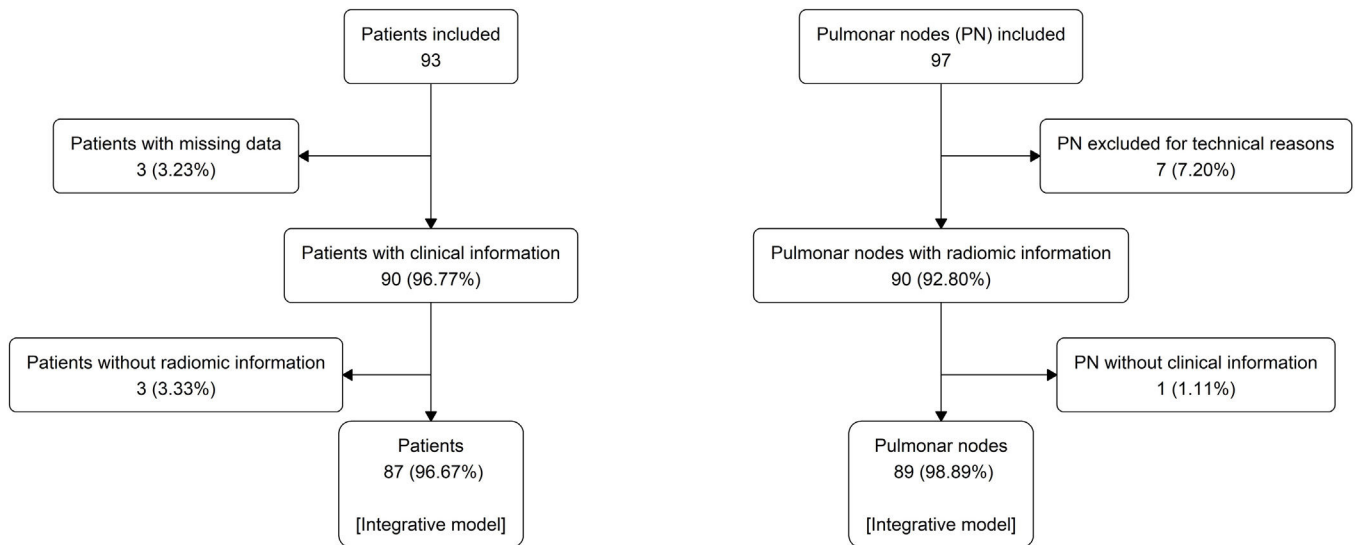 Patients included
93
Patients with missing data
3 (3.23%)
Patients with clinical information
90 (96.77%)
Patients without radiomic information
3 (3.33%)
Patients
87 (96.67%)
[Integrative model]
Pulmonar nodes (PN) included
97
PN excluded for technical reasons
7 (7.20%)
Pulmonar nodes with radiomic information
90 (92.80%)
PN without clinical information
1 (1.11%)
Pulmonar nodes
89 (98.89%)
[Integrative model]